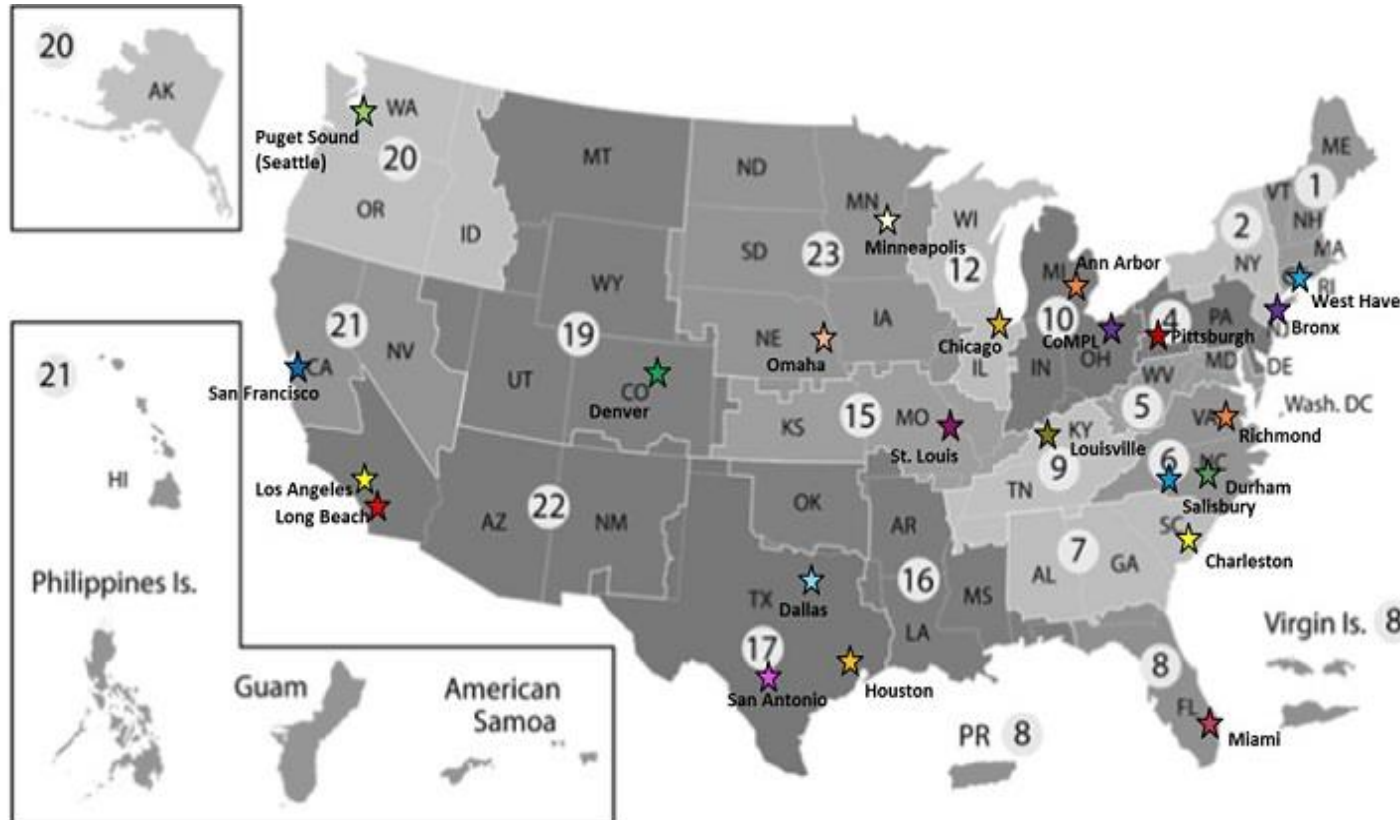 20
AK
WA
Puget Sound
(Seattle)
20
OR
ID
MT
ND
MN
Minneapolis
SD
23
WI
12
MI
Ann Arbor
10
ME
VT
1
NH
2
NY
MA
RI
West Have
Bronx
PA
4
Pittsburgh
CoMPL
OH
IN
IL
Chicago
IA
NE
Omaha
WY
19
UT
CO
Denver
NV
21
CA
San Francisco
21
HI
KS
15
MO
St. Louis
KY
Louisville
9
TN
WV
MD
DE
Wash. DC
5
VA
Richmond
6
NC
Durham
Salisbury
SC
Charleston
Los Angeles
Long Beach
AZ
22
NM
OK
AR
16
MS
LA
7
AL
GA
TX
Dallas
17
San Antonio
Houston
8
FL
Miami
PR 8
Virgin Is. 8
Philippines Is.
Guam
American
Samoa